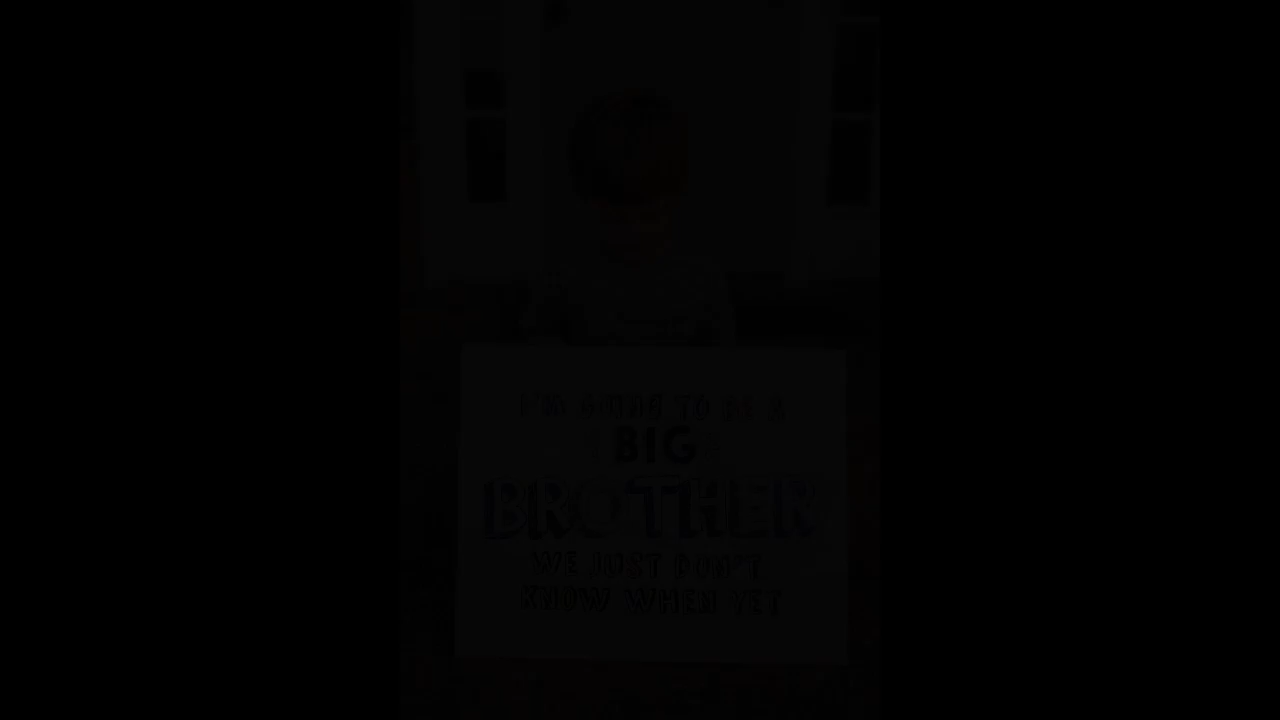 I'M GOING TO BE A
BIG
BROTHER
WE JUST DON'T
KNOW WHEN YET